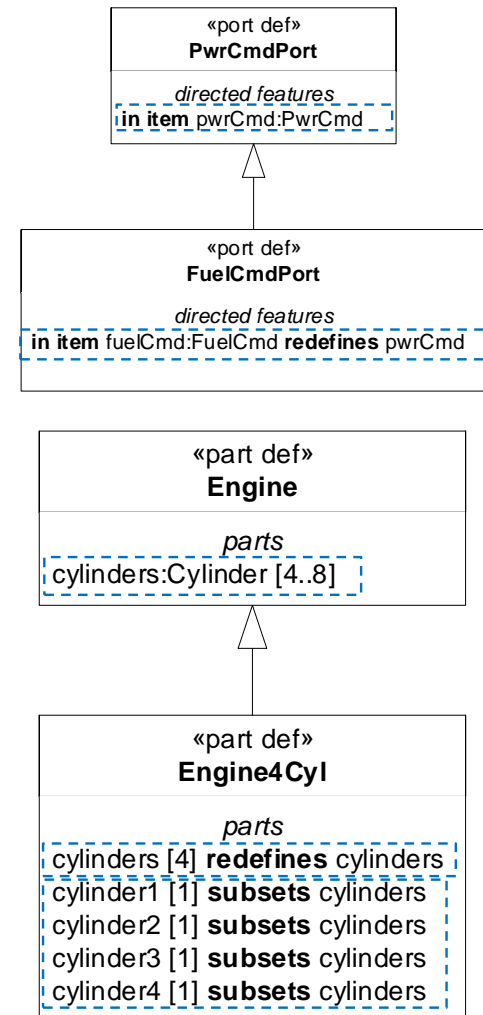 «port def»
PwrCmdPort
directed features
in item pwrCmd:PwrCmd
«port def»
FuelCmdPort
directed features
in item fuelCmd:FuelCmd redefines pwrCmd
«part def»
Engine
parts
cylinders:Cylinder [4..8]
«part def»
Engine4Cyl
parts
cylinders [4] redefines cylinders
cylinder1 [1] subsets cylinders
cylinder2 [1] subsets cylinders
cylinder3 [1] subsets cylinders
cylinder4 [1] subsets cylinders